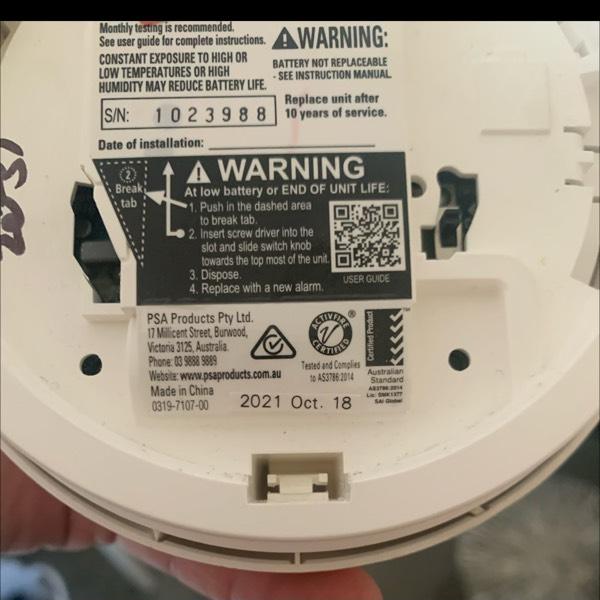 Monthly testing is recommended.
See user guide for complete instructions.
CONSTANT EXPOSURE TO HIGH OR
LOW TEMPERATURES OR HIGH
HUMIDITY MAY REDUCE BATTERY LIFE.
WARNING:
BATTERY NOT REPLACEABLE
- SEE INSTRUCTION MANUAL
S/N: 1023988
Replace unit after
10 years of service.
Date of installation:
2
Break
tab
WARNING
At low battery or END OF UNIT LIFE:
1. Push in the dashed area
to break tab.
2. Insert screw driver into the
slot and slide switch knob
towards the top most of the unit.
3. Dispose.
4. Replace with a new alarm.
USER GUIDE
PSA Products Pty Ltd.
17 Millicent Street, Burwood,
Victoria 3125, Australia.
Phone: 03 9888 9889
Website: www.psaproducts.com.au
Made in China
0319-7107-00
ACTIVFIRE
CERTIFIED
®
Tested and Complies
to AS3786:2014
Certified Product
™
Australian
Standard
AS3786:2014
Lic: SMK1377
SAI Global
2021 Oct. 18